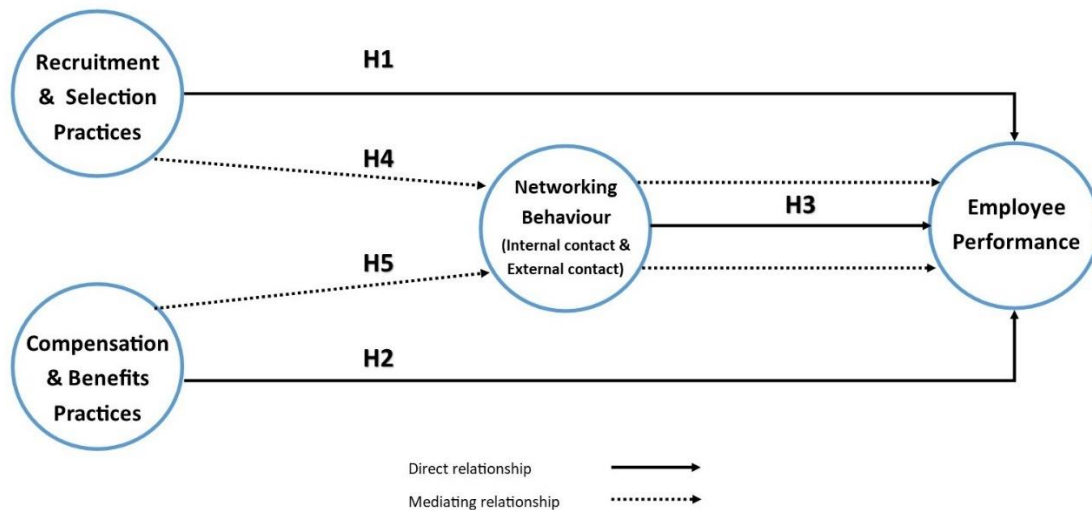 Recruitment
& Selection
Practices
H1
H4
Networking
Behaviour
(Internal contact &
External contact)
H3
Employee
Performance
H5
Compensation
& Benefits
Practices
H2
Direct relationship
Mediating relationship